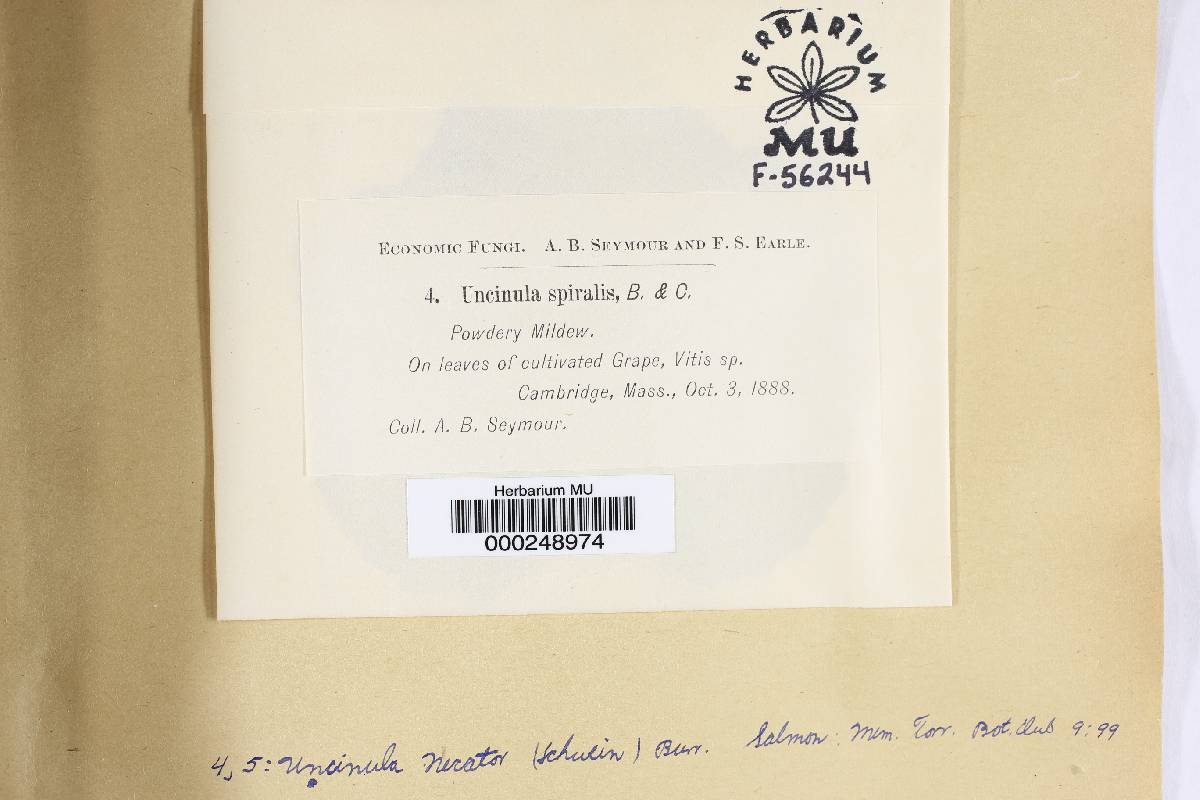 HERBARIUM
MU
F-56244
ECONOMIC FUNGI. A. B. SEYMOUR AND F. S. EARLE.
4. Uncinula spiralis, B. & C.
Powdery Mildew.
On leaves of cultivated Grape, Vitis sp.
Cambridge, Mass., Oct. 3, 1888.
Coll. A. B. Seymour.
Herbarium MU
000248974
4, 5: Uncinula Necator (Schwein) Burr. Salmon: Mem. Torr. Bot. Club 9:99